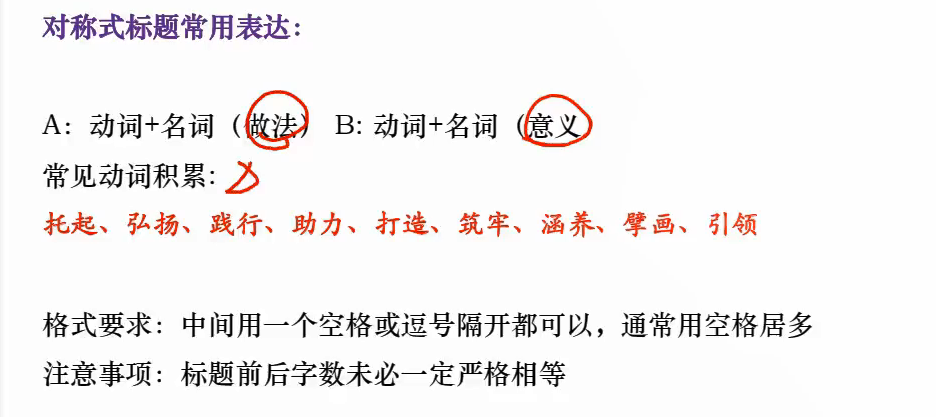 对称式标题常用表达：
A：动词+名词（做法） B: 动词+名词（意义
常见动词积累:
托起、弘扬、践行、助力、打造、筑牢、涵养、擘画、引领
格式要求：中间用一个空格或逗号隔开都可以，通常用空格居多
注意事项：标题前后字数未必一定严格相等